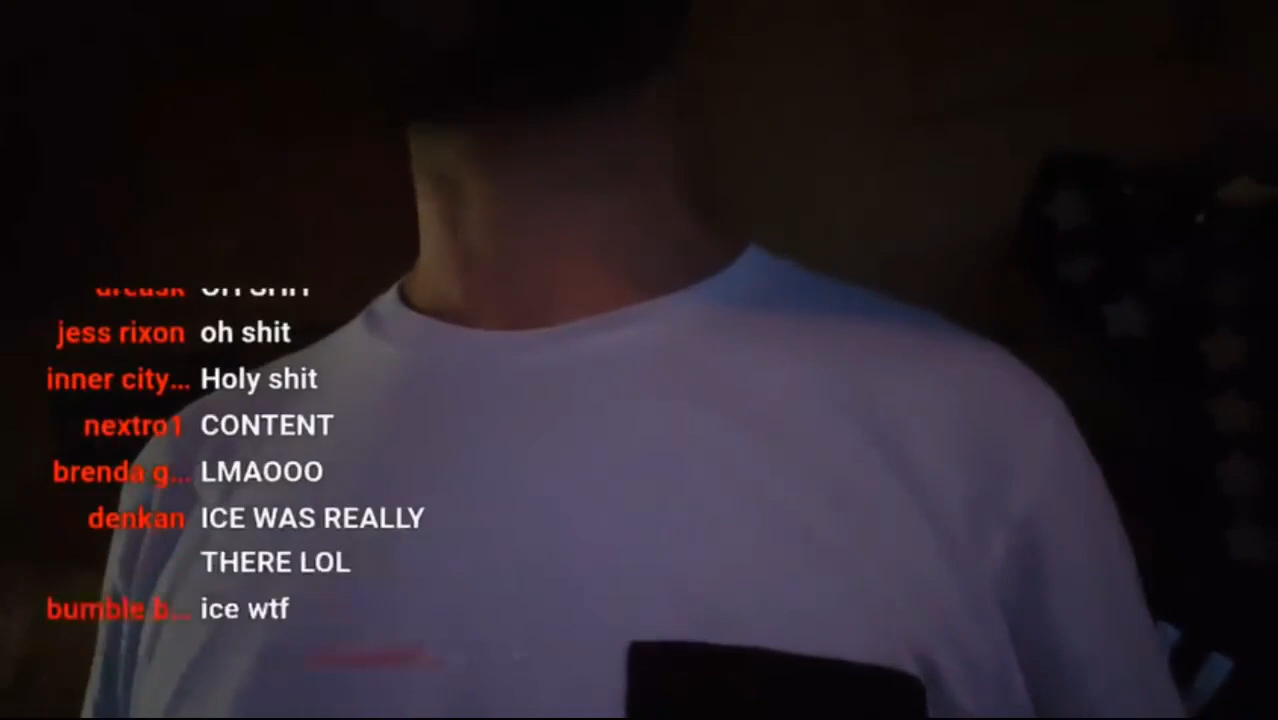 jess rixon oh shit
inner city... Holy shit
nextro1 CONTENT
brenda g... LMAOOO
denkan ICE WAS REALLY
THERE LOL
bumble b... ice wtf